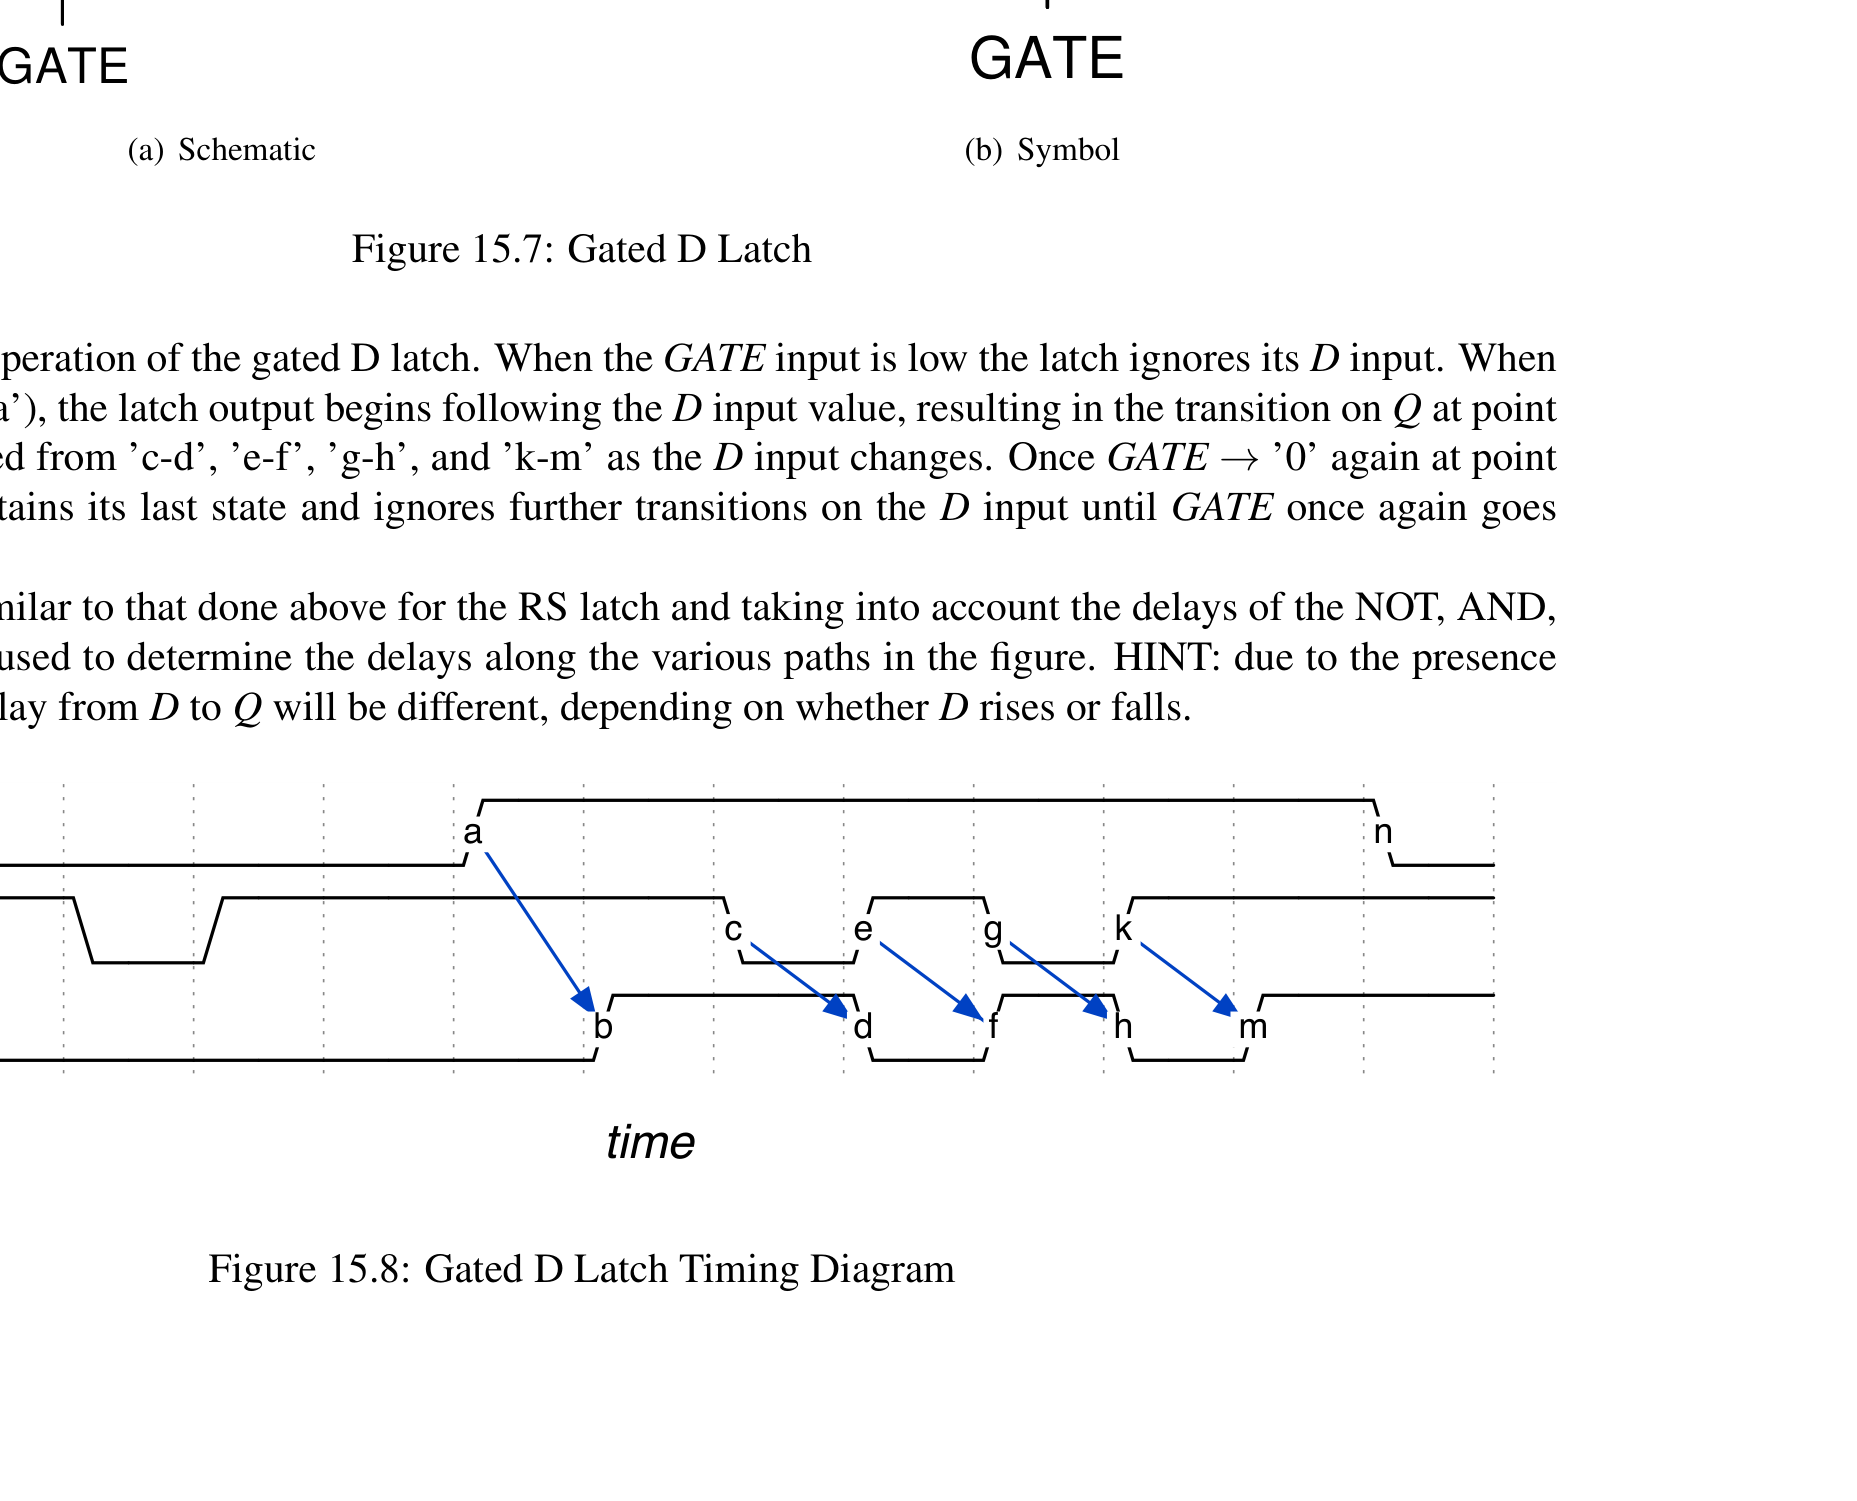 GATE GATE
(a) Schematic (b) Symbol
Figure 15.7: Gated D Latch
peration of the gated D latch. When the GATE input is low the latch ignores its D input. When
a’), the latch output begins following the D input value, resulting in the transition on Q at point
ed from ’c-d’, ’e-f’, ’g-h’, and ’k-m’ as the D input changes. Once GATE → ’0’ again at point
tains its last state and ignores further transitions on the D input until GATE once again goes
milar to that done above for the RS latch and taking into account the delays of the NOT, AND,
used to determine the delays along the various paths in the figure. HINT: due to the presence
lay from D to Q will be different, depending on whether D rises or falls.
a n
c e g k
b d f h m
time
Figure 15.8: Gated D Latch Timing Diagram